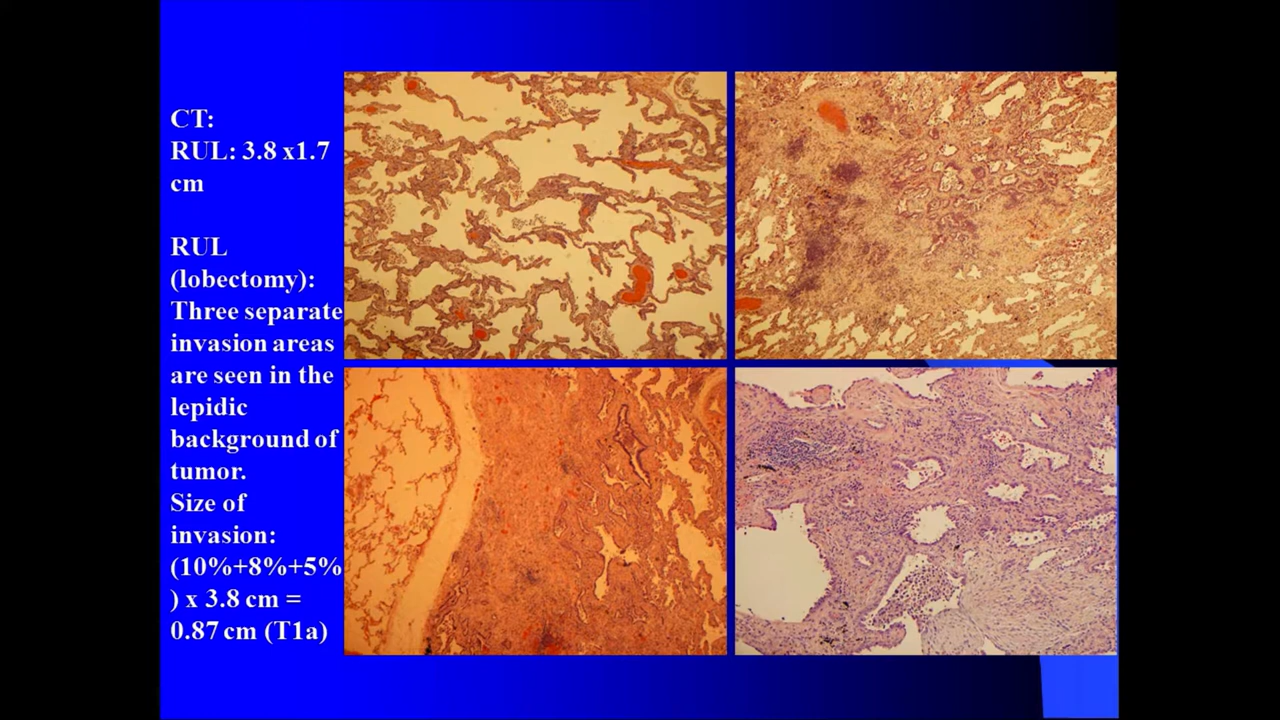 CT:
RUL: 3.8 x1.7
cm
RUL
(lobectomy):
Three separate
invasion areas
are seen in the
lepidic
background of
tumor.
Size of
invasion:
(10%+8%+5%
) x 3.8 cm =
0.87 cm (T1a)